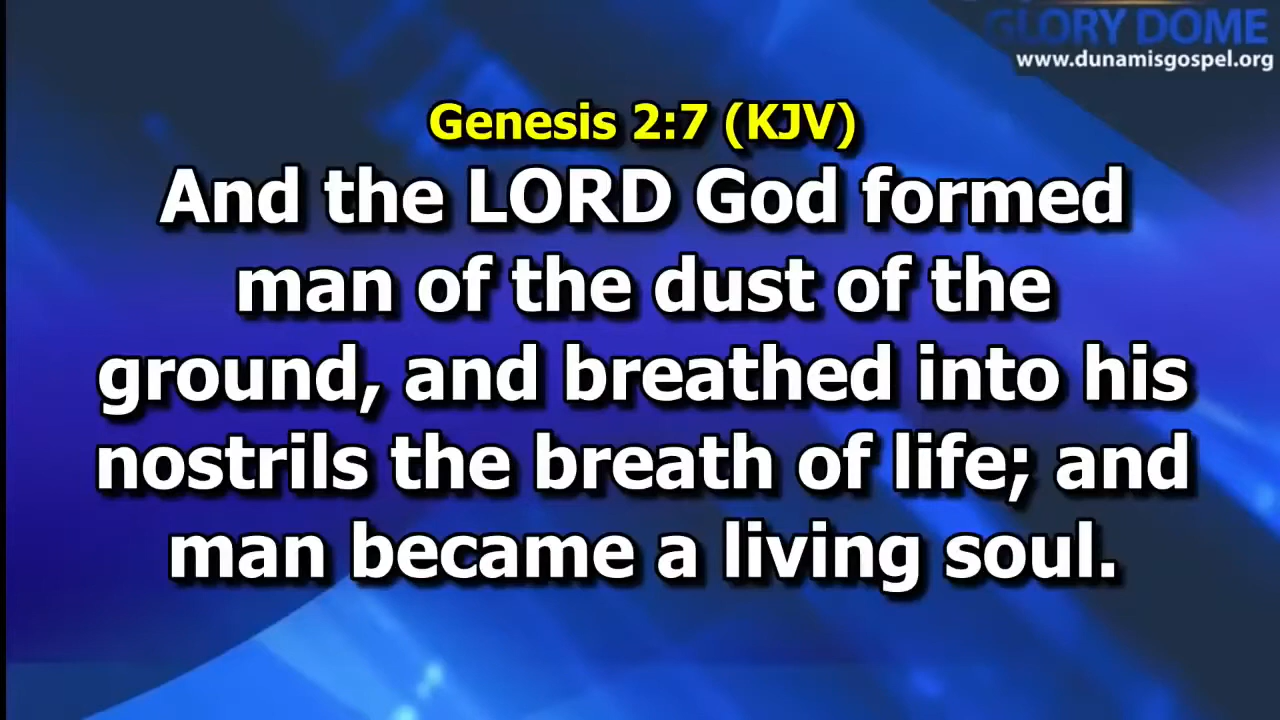 GLORY DOME
www.dunamisgospel.org
Genesis 2:7 (KJV)
And the LORD God formed
man of the dust of the
ground, and breathed into his
nostrils the breath of life; and
man became a living soul.